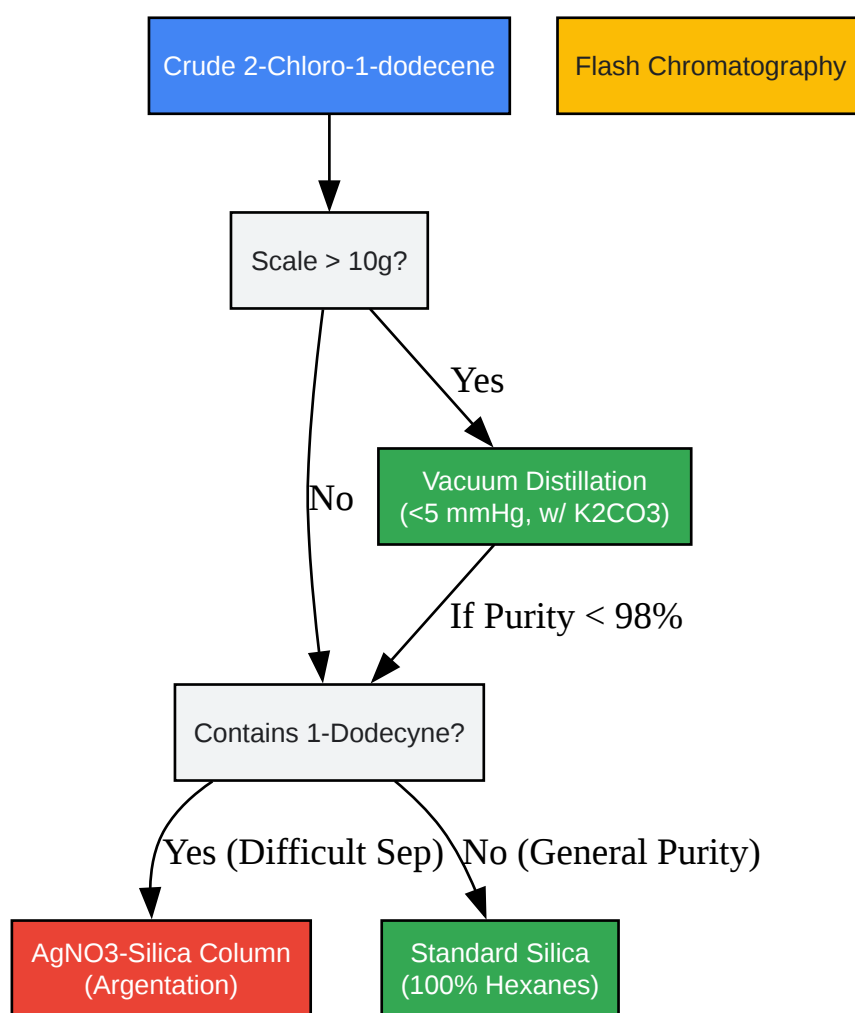 Crude 2-Chloro-1-dodecene
Flash Chromatography
Scale > 10g?
Yes
Vacuum Distillation
(<5 mmHg, w/ K2CO3)
No
If Purity < 98%
Contains 1-Dodecyne?
Yes (Difficult Sep)
No (General Purity)
AgNO3-Silica Column
(Argentation)
Standard Silica
(100% Hexanes)